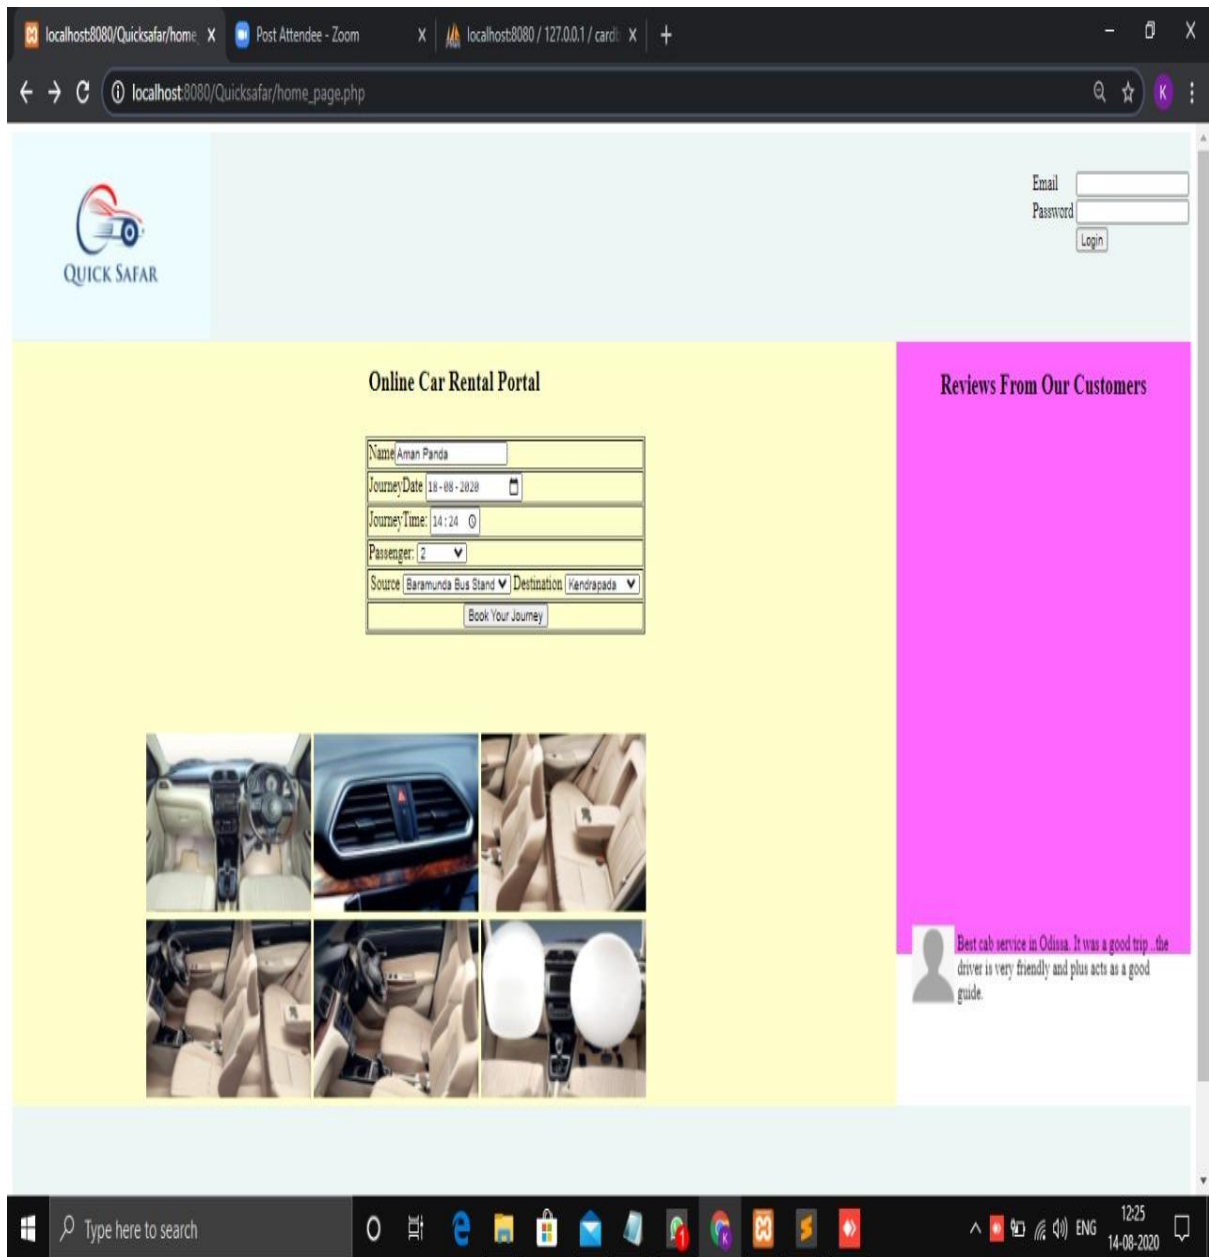 localhost:8080/Quicksafar/home_
Post Attendee - Zoom
localhost:8080 / 127.0.0.1 / cardb
localhost:8080/Quicksafar/home_page.php
K
QUICK SAFAR
Email
Password
Login
Online Car Rental Portal
Name Aman Panda
JourneyDate 18-08-2020
JourneyTime: 14:24
Passenger: 2
Source Baramunda Bus Stand Destination Kendrapada
Book Your Journey
Reviews From Our Customers
Best cab service in Odissa. It was a good trip ..the
driver is very friendly and plus acts as a good
guide.
Type here to search
1
K
ENG
12:25
14-08-2020